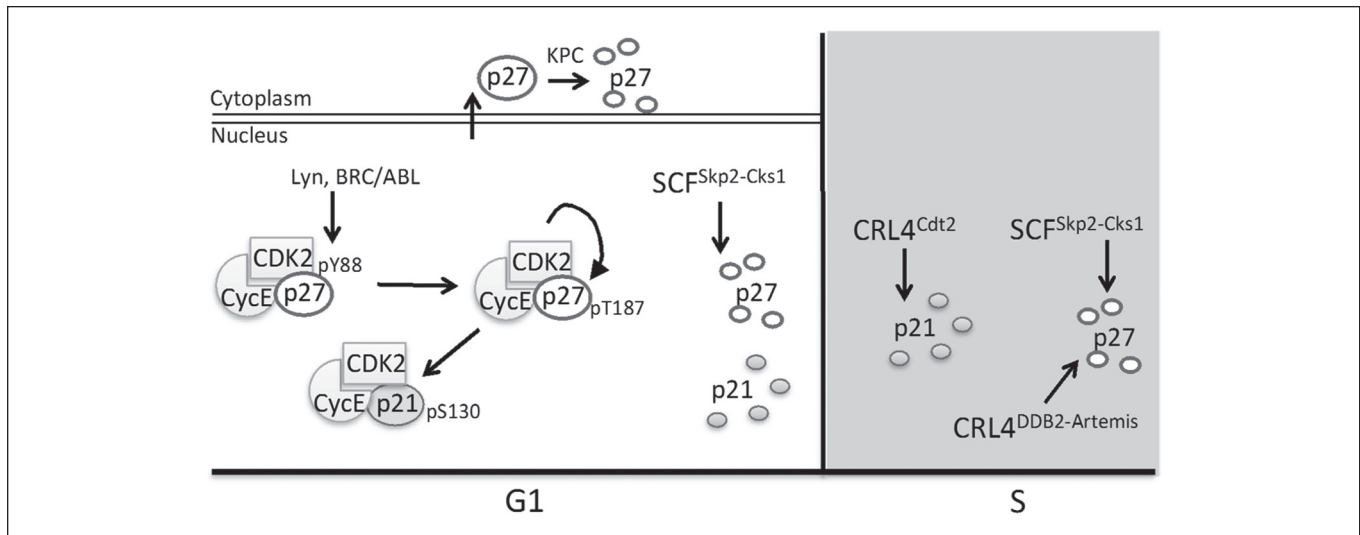 KPC
p27
p27
Cytoplasm
Nucleus
Lyn, BRC/ABL
CDK2
pY88
CycE
p27
CDK2
CycE
p27
pT187
CDK2
CycE
p21
pS130
SCFSkp2-Cks1
p27
p21
CRL4Cdt2
p21
SCFSkp2-Cks1
p27
CRL4DDB2-Artemis
G1
S